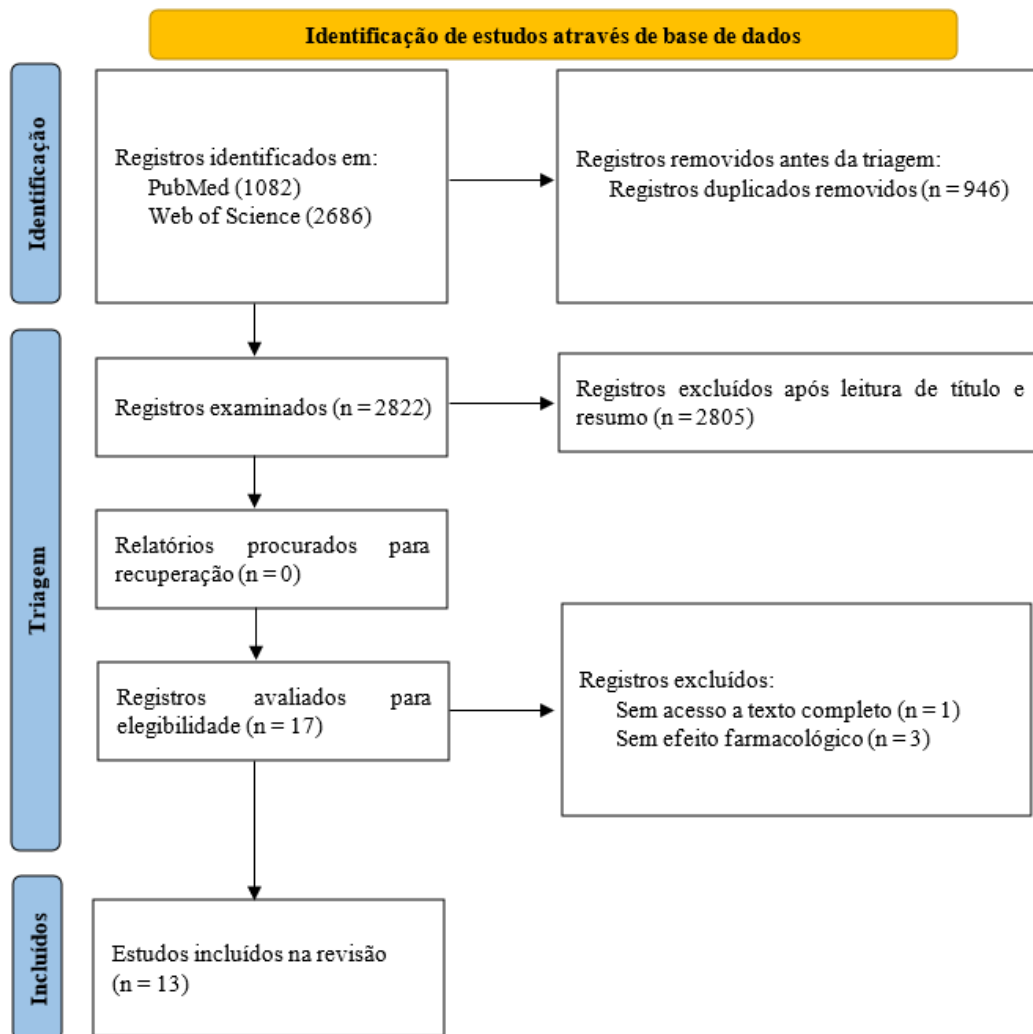 Identificação de estudos através de base de dados
Identificação
Registros identificados em:
PubMed (1082)
Web of Science (2686)
Registros removidos antes da triagem:
Registros duplicados removidos (n = 946)
Triagem
Registros examinados (n = 2822)
Registros excluídos após leitura de título e
resumo (n = 2805)
Relatórios procurados para
recuperação (n = 0)
Registros avaliados para
elegibilidade (n = 17)
Registros excluídos:
Sem acesso a texto completo (n = 1)
Sem efeito farmacológico (n = 3)
Incluídos
Estudos incluídos na revisão
(n = 13)